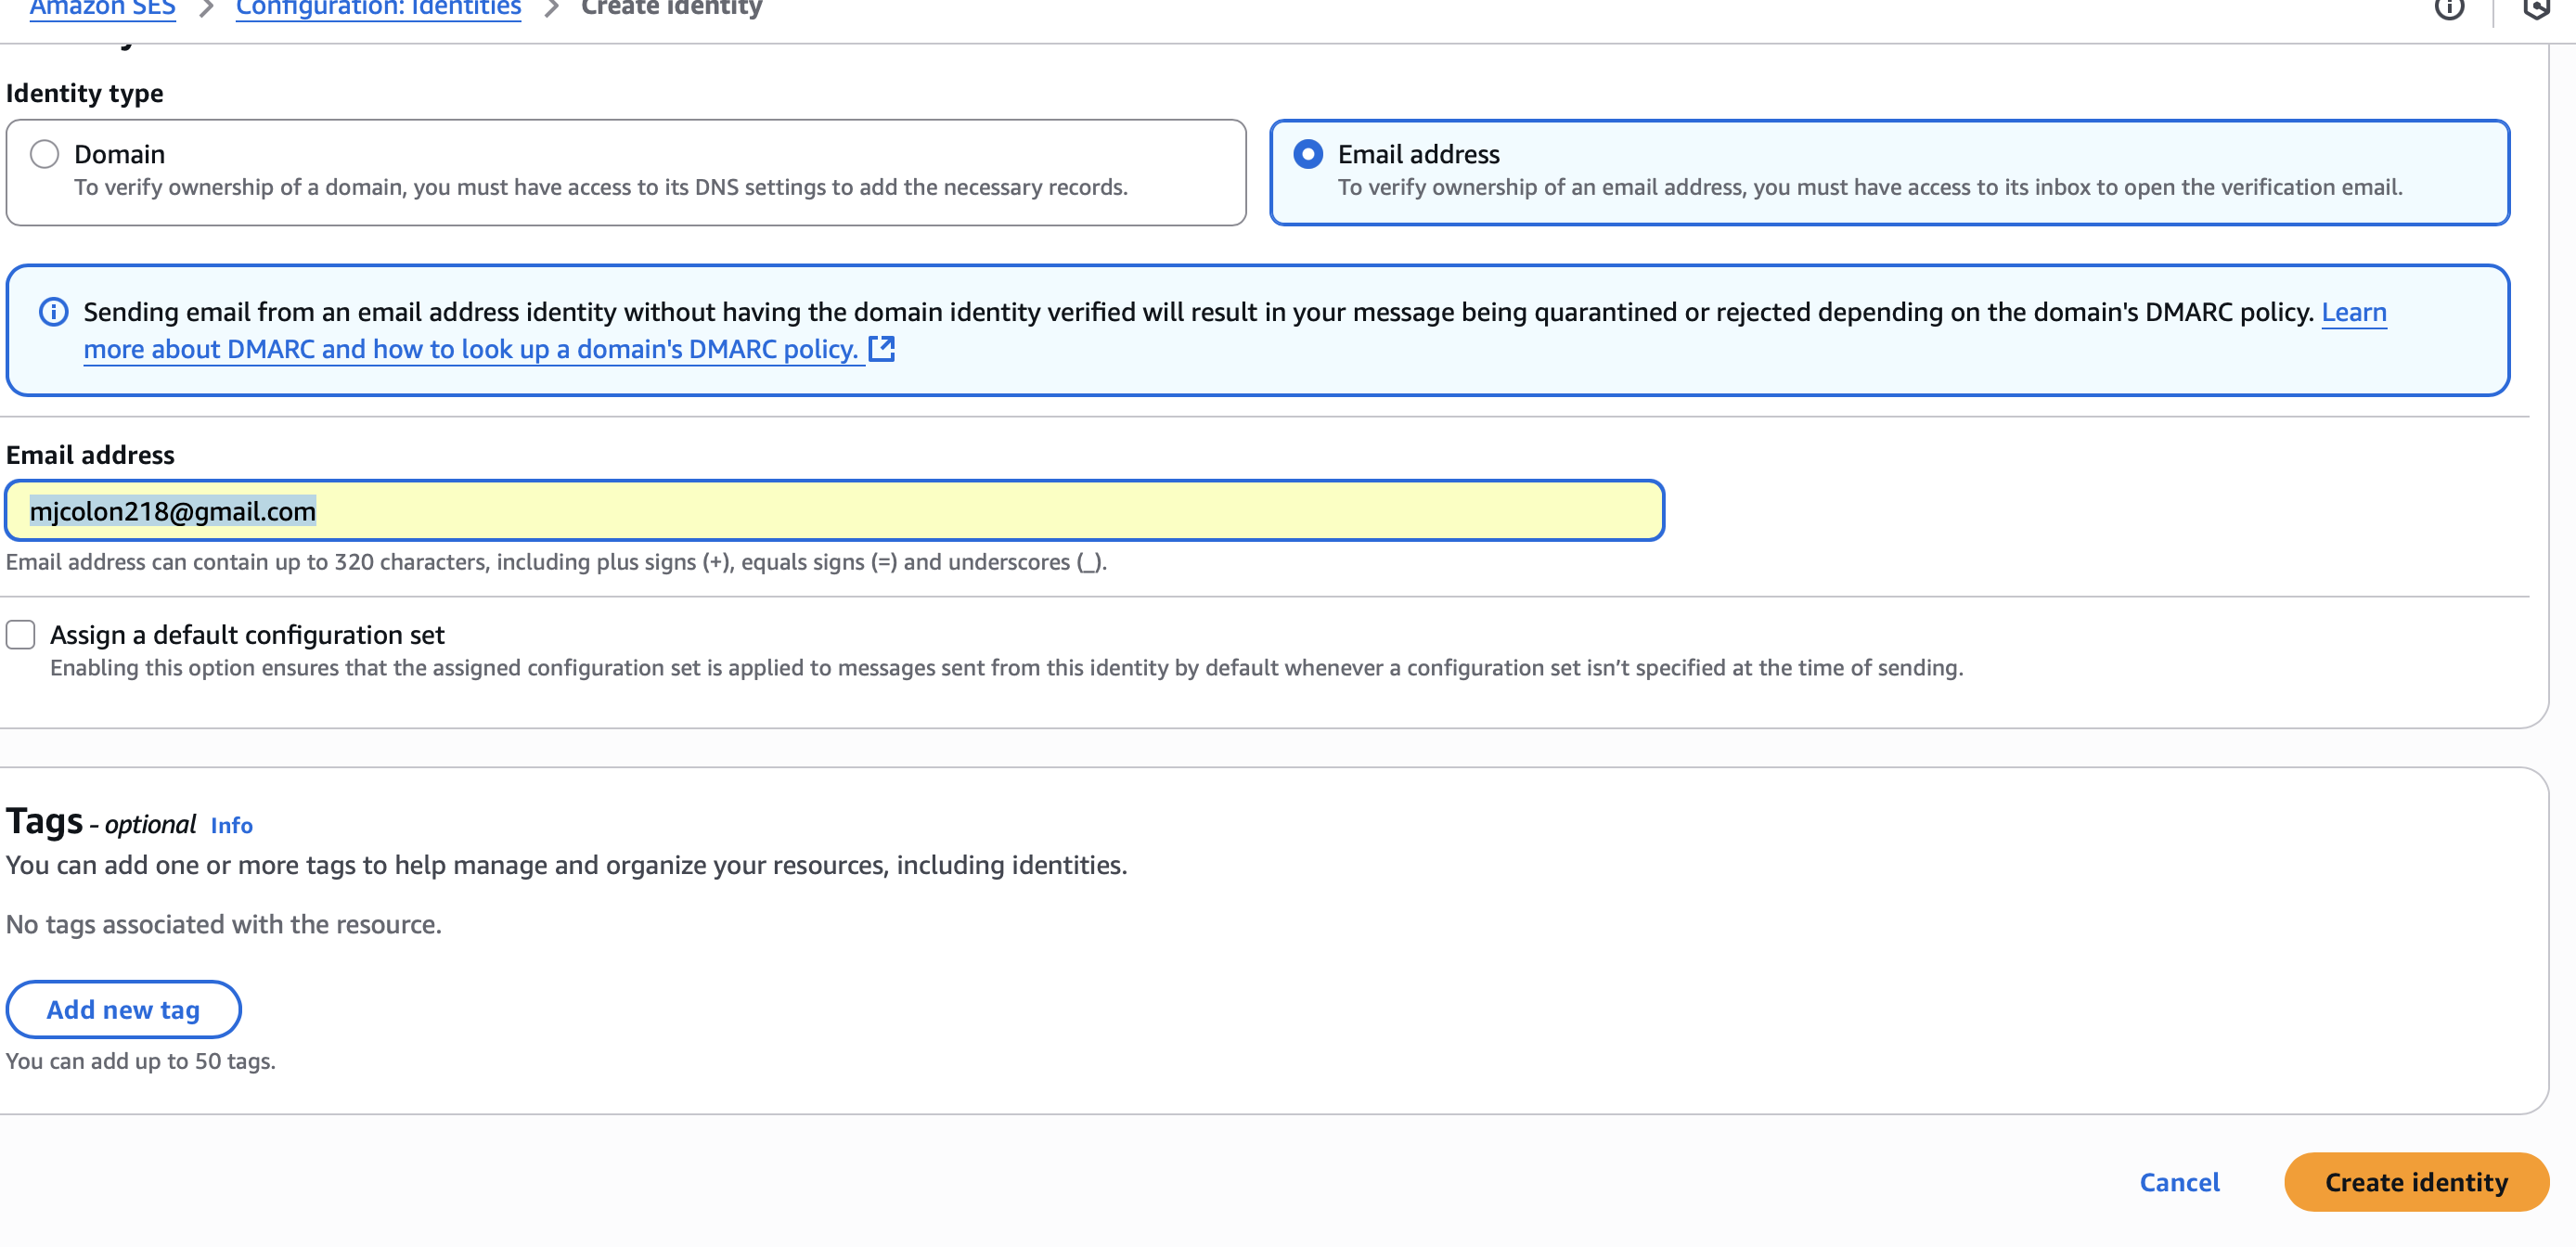 Amazon SES > Configuration: Identities > Create identity
Identity type
Domain
To verify ownership of a domain, you must have access to its DNS settings to add the necessary records.
Email address
To verify ownership of an email address, you must have access to its inbox to open the verification email.
Sending email from an email address identity without having the domain identity verified will result in your message being quarantined or rejected depending on the domain's DMARC policy. Learn
more about DMARC and how to look up a domain's DMARC policy.
Email address
mjcolon218@gmail.com
Email address can contain up to 320 characters, including plus signs (+), equals signs (=) and underscores (_).
Assign a default configuration set
Enabling this option ensures that the assigned configuration set is applied to messages sent from this identity by default whenever a configuration set isn’t specified at the time of sending.
Tags - optional Info
You can add one or more tags to help manage and organize your resources, including identities.
No tags associated with the resource.
Add new tag
You can add up to 50 tags.
Cancel
Create identity